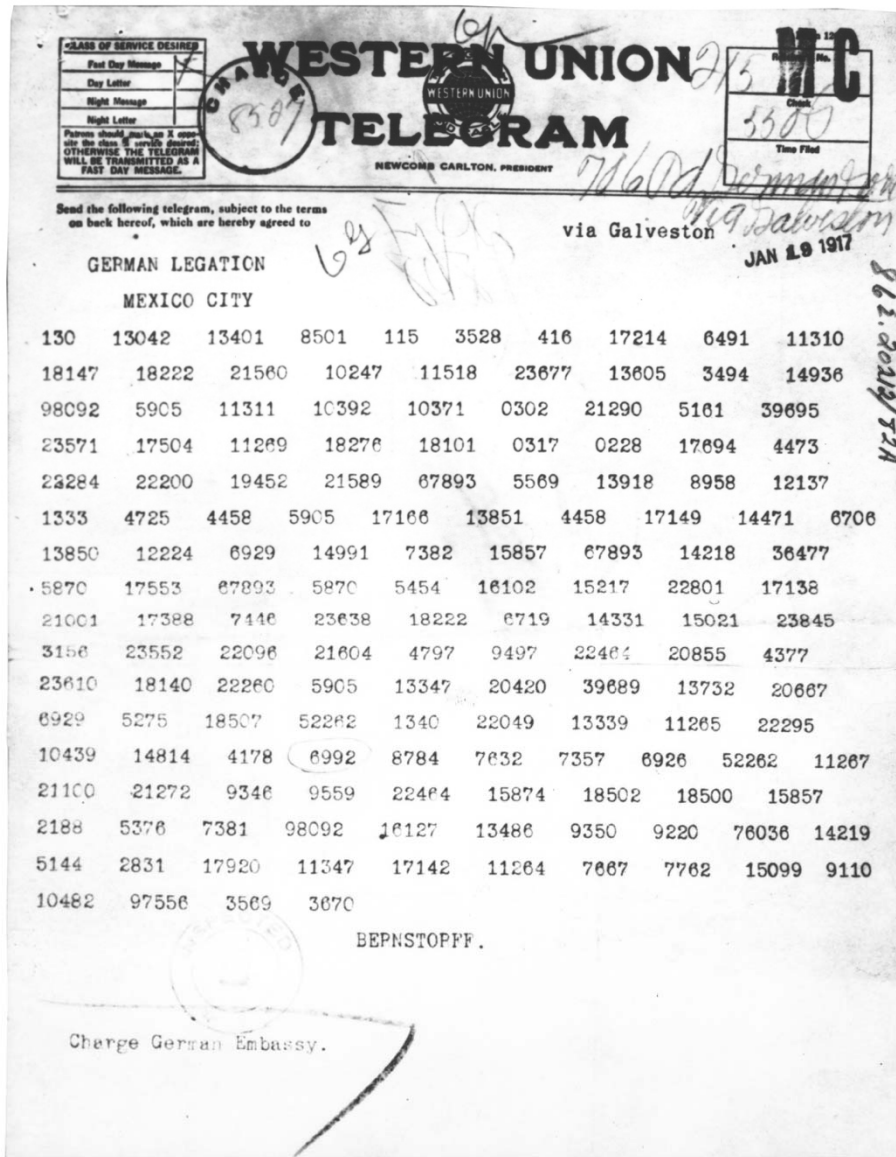 CLASS OF SERVICE DESIRED
Fast Day Message
Day Letter
Night Message
Night Letter
Patrons should mark an X oppo-
site the class of service desired;
OTHERWISE THE TELEGRAM
WILL BE TRANSMITTED AS A
FAST DAY MESSAGE.
CHARGE
WESTERN UNION
WESTERN UNION
TELEGRAM
NEWCOMB CARLTON, PRESIDENT
MC
Check
Time Filed
Send the following telegram, subject to the terms
on back hereof, which are hereby agreed to
via Galveston
via Galveston
JAN 19 1917
GERMAN LEGATION
MEXICO CITY
130 13042 13401 8501 115 3528 416 17214 6491 11310
18147 18222 21560 10247 11518 23677 13605 3494 14936
98092 5905 11311 10392 10371 0302 21290 5161 39695
23571 17504 11269 18276 18101 0317 0228 17694 4473
22284 22200 19452 21589 67893 5569 13918 8958 12137
1333 4725 4458 5905 17166 13851 4458 17149 14471 6706
13850 12224 6929 14991 7382 15857 67893 14218 36477
5870 17553 67893 5870 5454 16102 15217 22801 17138
21001 17388 7446 23638 18222 6719 14331 15021 23845
3156 23552 22096 21604 4797 9497 22464 20855 4377
23610 18140 22260 5905 13347 20420 39689 13732 20667
6929 5275 18507 52262 1340 22049 13339 11265 22295
10439 14814 4178 6992 8784 7632 7357 6926 52262 11267
21100 21272 9346 9559 22464 15874 18502 18500 15857
2188 5376 7381 98092 16127 13486 9350 9220 76036 14219
5144 2831 17920 11347 17142 11264 7667 7762 15099 9110
10482 97556 3569 3670
BEPNSTOPFF.
Charge German Embassy.